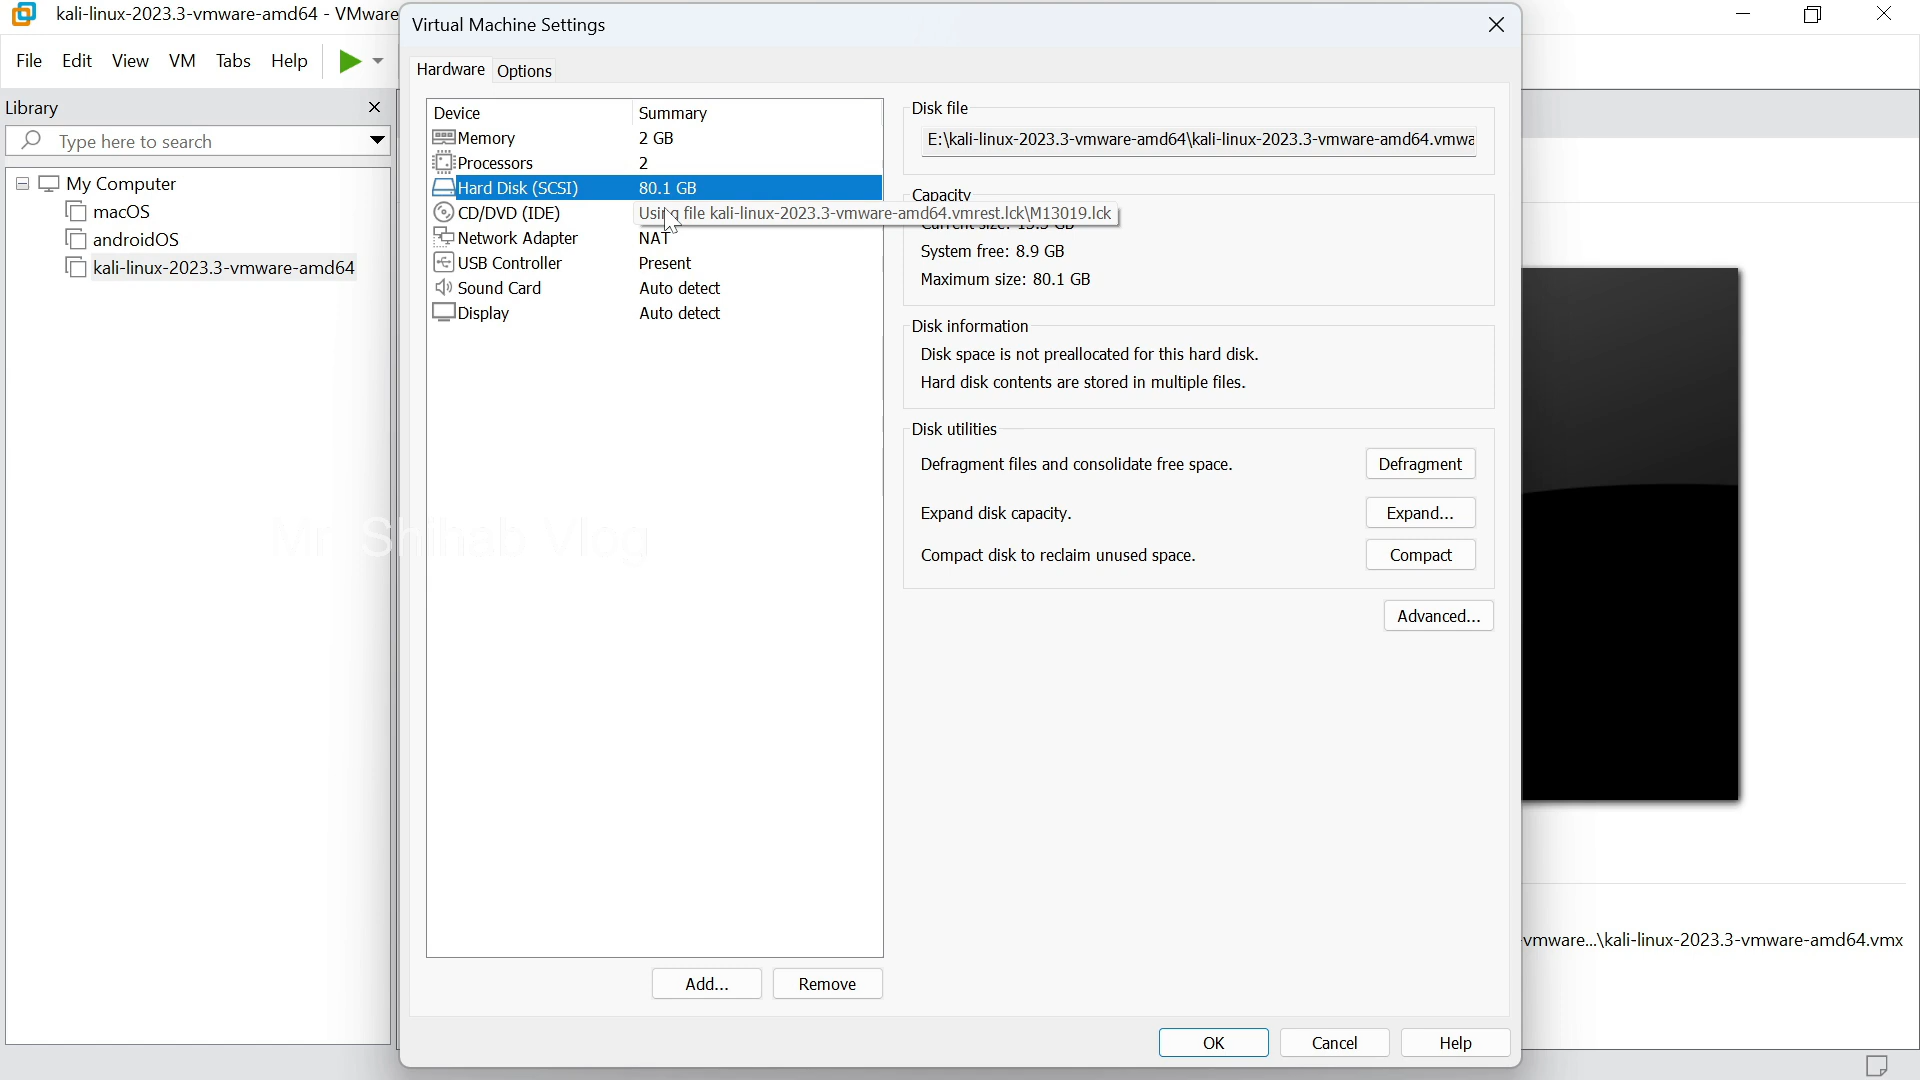 kali-linux-2023.3-vmware-amd64 - VMware
File Edit View VM Tabs Help
Library
Type here to search
My Computer
macOS
androidOS
kali-linux-2023.3-vmware-amd64
Virtual Machine Settings
Hardware Options
Device Summary
Memory 2 GB
Processors 2
Hard Disk (SCSI) 80.1 GB
CD/DVD (IDE)
Using file kali-linux-2023.3-vmware-amd64.vmrest.lck\M13019.lck
Network Adapter NAT
USB Controller Present
Sound Card Auto detect
Display Auto detect
Add... Remove
Disk file
E:\kali-linux-2023.3-vmware-amd64\kali-linux-2023.3-vmware-amd64.vmwa
Capacity
System free: 8.9 GB
Maximum size: 80.1 GB
Disk information
Disk space is not preallocated for this hard disk.
Hard disk contents are stored in multiple files.
Disk utilities
Defragment files and consolidate free space. Defragment
Expand disk capacity. Expand...
Compact disk to reclaim unused space. Compact
Advanced...
OK Cancel Help
-vmware...\kali-linux-2023.3-vmware-amd64.vmx
Mr Shihab Vlog